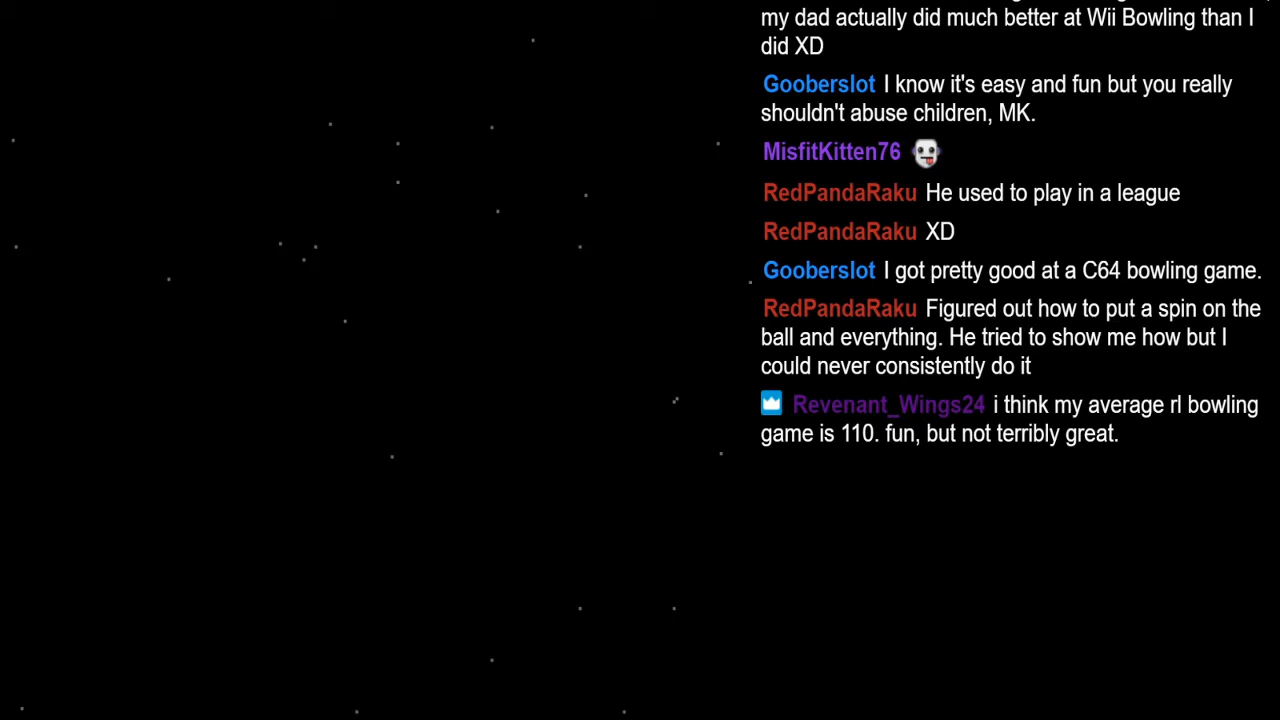 my dad actually did much better at Wii Bowling than I
did XD
Gooberslot I know it's easy and fun but you really
shouldn't abuse children, MK.
MisfitKitten76
RedPandaRaku He used to play in a league
RedPandaRaku XD
Gooberslot I got pretty good at a C64 bowling game.
RedPandaRaku Figured out how to put a spin on the
ball and everything. He tried to show me how but I
could never consistently do it
Revenant_Wings24 i think my average rl bowling
game is 110. fun, but not terribly great.